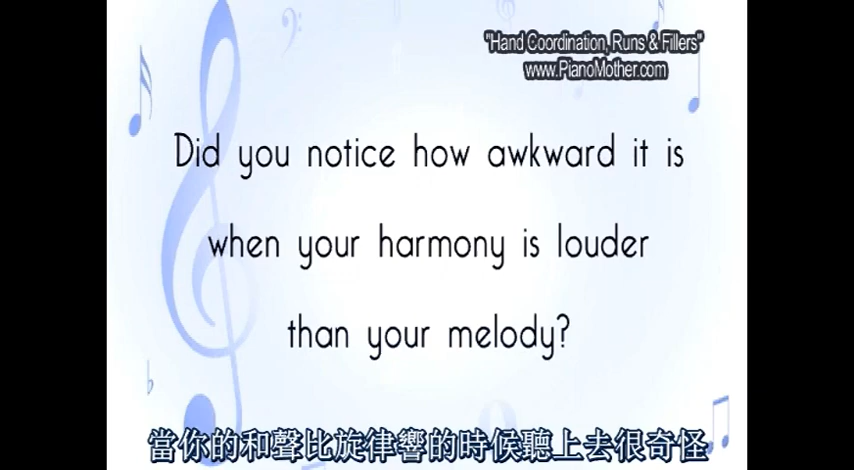 "Hand Coordination, Runs & Fillers"
www.PianoMother.com
Did you notice how awkward it is
when your harmony is louder
than your melody?
當你的和聲比旋律響的時候聽上去很奇怪